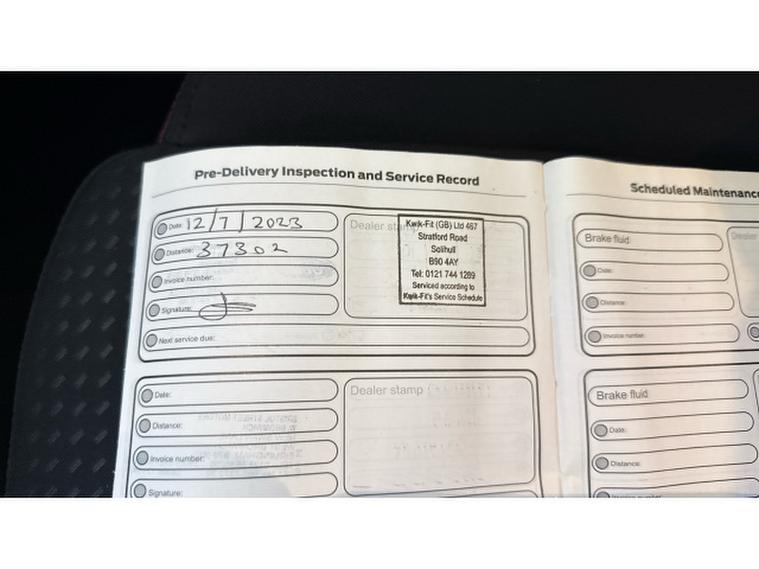 Pre-Delivery Inspection and Service Record
Date: 12/7/2023
Distance: 37302
Invoice number:
Signature:
Next service due:
Dealer stamp
Kwik-Fit (GB) Ltd 467
Stratford Road
Solihull
B90 4AY
Tel: 0121 744 1289
Serviced according to
Kwik-Fit's Service Schedule
Date:
Distance:
Invoice number:
Signature:
Dealer stamp
Scheduled Maintenance
Brake fluid
Date:
Distance:
Invoice number:
Dealer
Brake fluid
Date:
Distance:
Invoice number